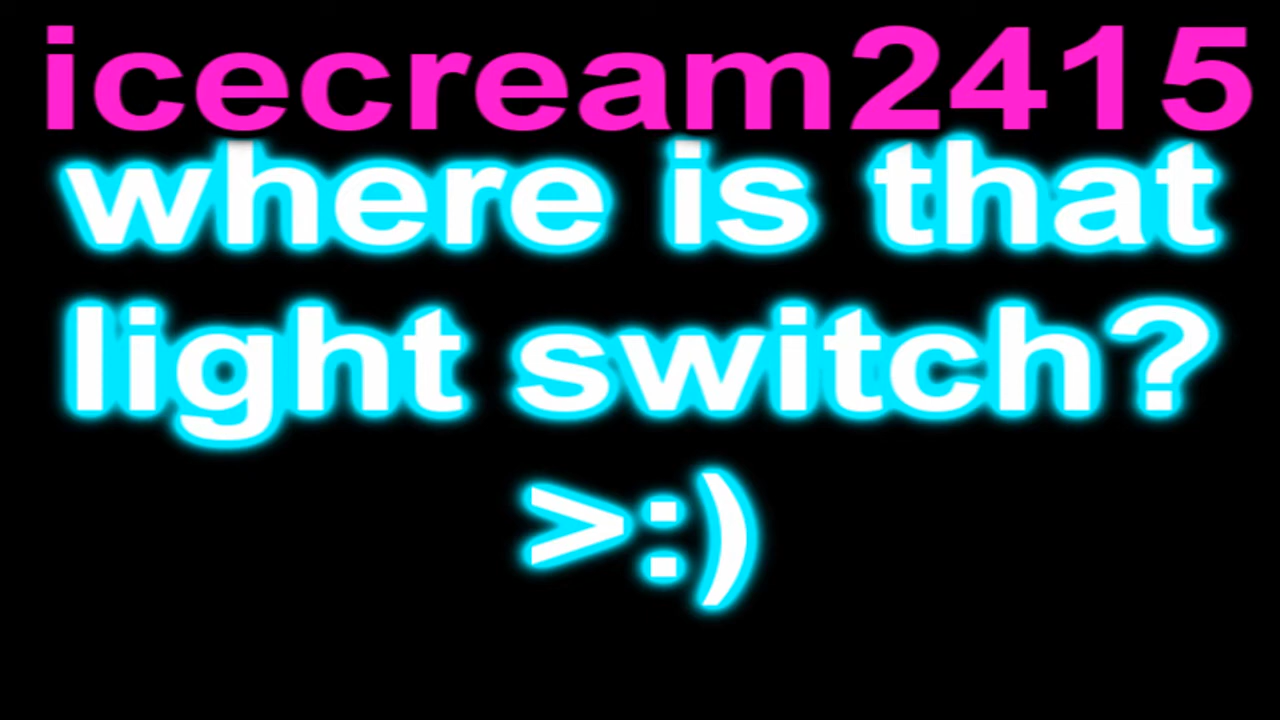 icecream2415
where is that
light switch?
>:)